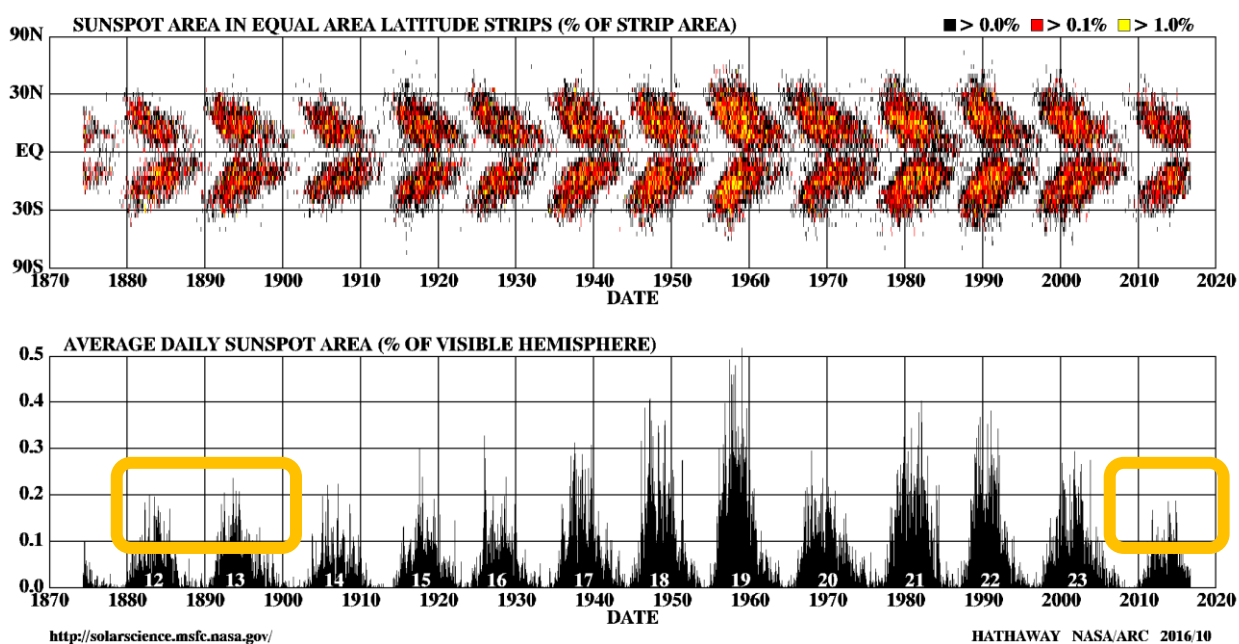 SUNSPOT AREA IN EQUAL AREA LATITUDE STRIPS (% OF STRIP AREA) > 0.0% > 0.1% > 1.0%
90N
30N
EQ
30S
90S
1870 1880 1890 1900 1910 1920 1930 1940 1950 1960 1970 1980 1990 2000 2010 2020
DATE
AVERAGE DAILY SUNSPOT AREA (% OF VISIBLE HEMISPHERE)
0.5
0.4
0.3
0.2
0.1
0.0
12 13 14 15 16 17 18 19 20 21 22 23
1870 1880 1890 1900 1910 1920 1930 1940 1950 1960 1970 1980 1990 2000 2010 2020
DATE
http://solarscience.msfc.nasa.gov/ HATHAWAY NASA/ARC 2016/10